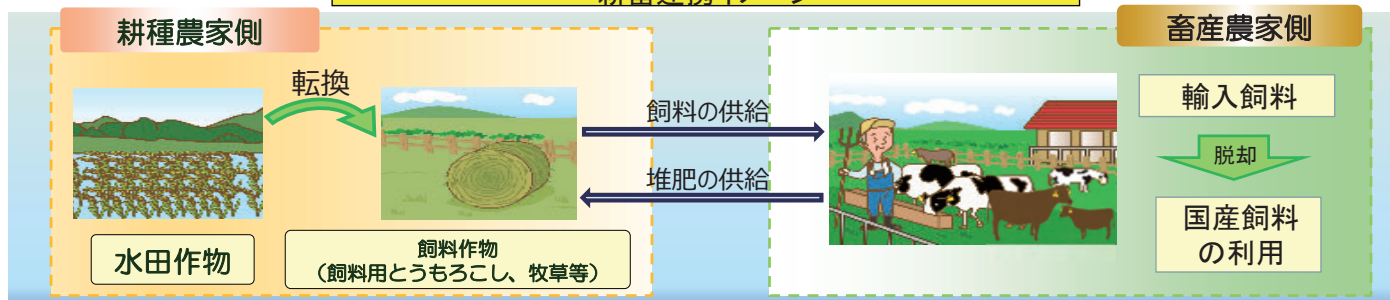 耕種農家側
畜産農家側
転換
飼料の供給
堆肥の供給
水田作物
飼料作物
(飼料用とうもろこし、牧草等)
輸入飼料
脱却
国産飼料
の利用